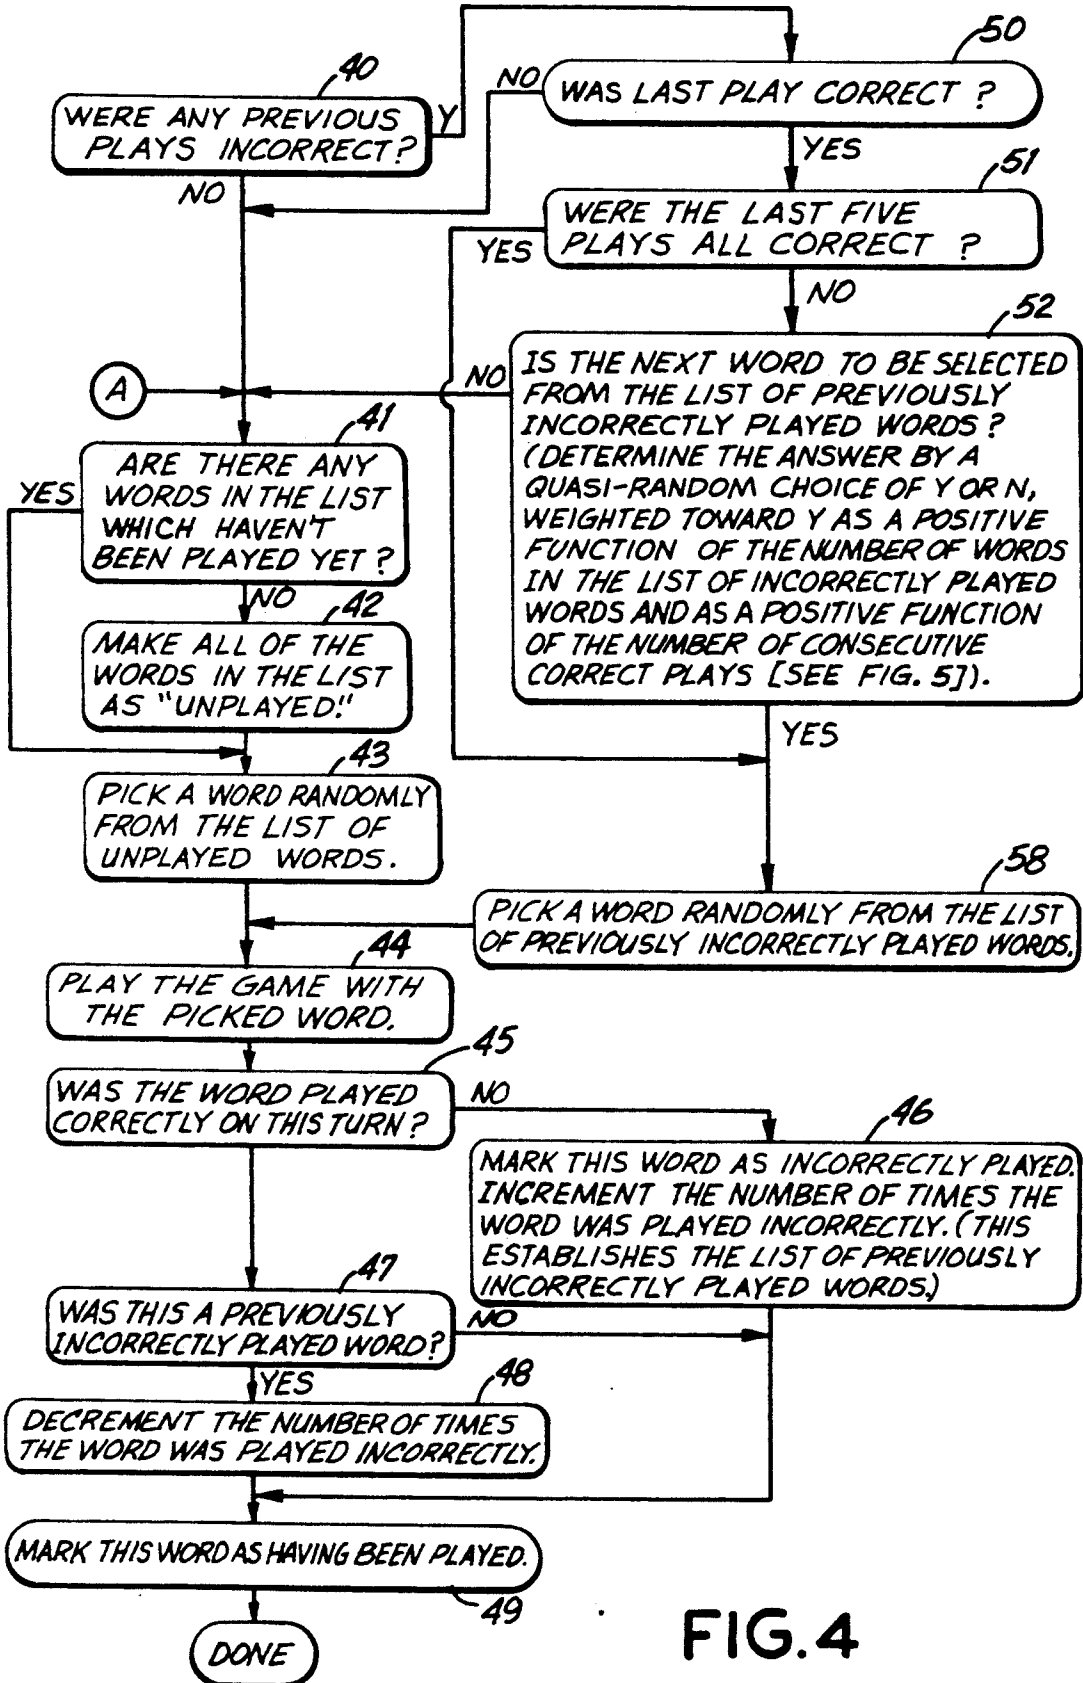 50
NO
WAS LAST PLAY CORRECT ?
40
WERE ANY PREVIOUS
PLAYS INCORRECT?
Y
YES
51
NO
WERE THE LAST FIVE
PLAYS ALL CORRECT ?
YES
NO
52
IS THE NEXT WORD TO BE SELECTED
FROM THE LIST OF PREVIOUSLY
INCORRECTLY PLAYED WORDS?
(DETERMINE THE ANSWER BY A
QUASI-RANDOM CHOICE OF Y OR N,
WEIGHTED TOWARD Y AS A POSITIVE
FUNCTION OF THE NUMBER OF WORDS
IN THE LIST OF INCORRECTLY PLAYED
WORDS AND AS A POSITIVE FUNCTION
OF THE NUMBER OF CONSECUTIVE
CORRECT PLAYS [SEE FIG. 5]).
NO
A
41
ARE THERE ANY
WORDS IN THE LIST
WHICH HAVEN'T
BEEN PLAYED YET ?
YES
NO
42
MAKE ALL OF THE
WORDS IN THE LIST
AS "UNPLAYED."
YES
43
PICK A WORD RANDOMLY
FROM THE LIST OF
UNPLAYED WORDS.
58
PICK A WORD RANDOMLY FROM THE LIST
OF PREVIOUSLY INCORRECTLY PLAYED WORDS.
44
PLAY THE GAME WITH
THE PICKED WORD.
45
WAS THE WORD PLAYED
CORRECTLY ON THIS TURN?
NO
46
MARK THIS WORD AS INCORRECTLY PLAYED.
INCREMENT THE NUMBER OF TIMES THE
WORD WAS PLAYED INCORRECTLY. (THIS
ESTABLISHES THE LIST OF PREVIOUSLY
INCORRECTLY PLAYED WORDS.)
47
WAS THIS A PREVIOUSLY
INCORRECTLY PLAYED WORD?
NO
YES
48
DECREMENT THE NUMBER OF TIMES
THE WORD WAS PLAYED INCORRECTLY.
MARK THIS WORD AS HAVING BEEN PLAYED.
49
DONE
FIG. 4